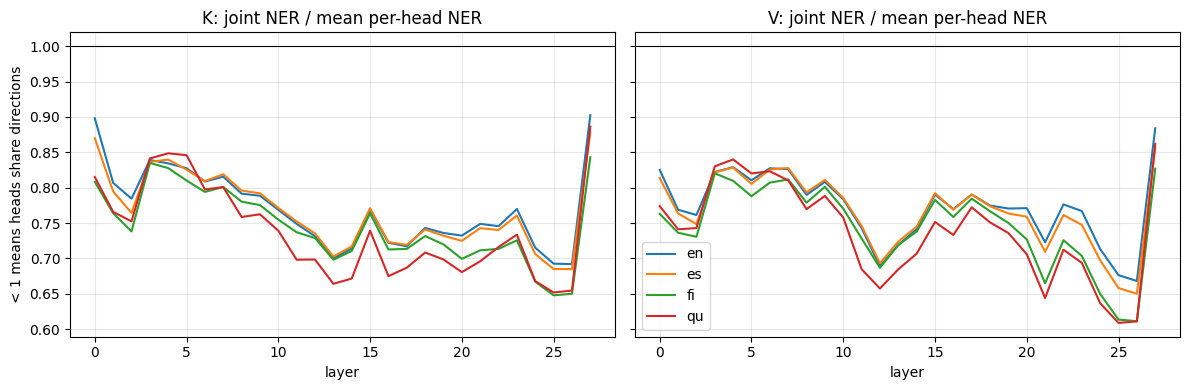 K: joint NER / mean per-head NER
V: joint NER / mean per-head NER
< 1 means heads share directions
1.00
0.95
0.90
0.85
0.80
0.75
0.70
0.65
0.60
en
es
fi
qu
0 5 10 15 20 25
0 5 10 15 20 25
layer
layer